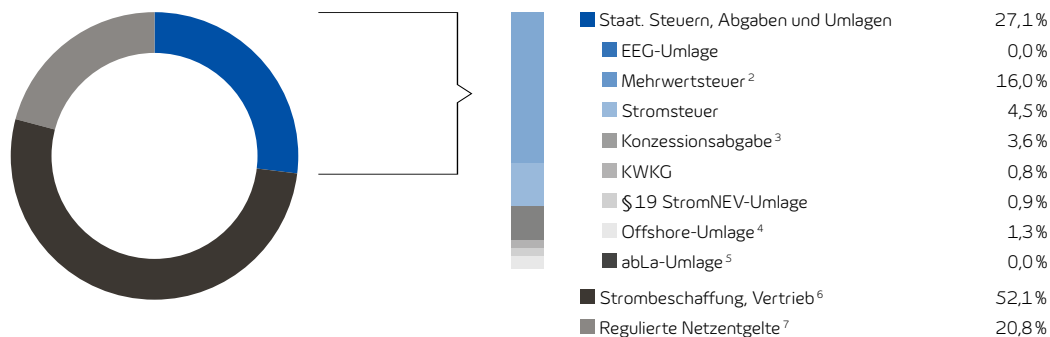 Staat. Steuern, Abgaben und Umlagen 27,1 %
EEG-Umlage 0,0 %
Mehrwertsteuer ² 16,0 %
Stromsteuer 4,5 %
Konzessionsabgabe ³ 3,6 %
KWKG 0,8 %
§ 19 StromNEV-Umlage 0,9 %
Offshore-Umlage ⁴ 1,3 %
abLa-Umlage ⁵ 0,0 %
Strombeschaffung, Vertrieb ⁶ 52,1 %
Regulierte Netzentgelte ⁷ 20,8 %